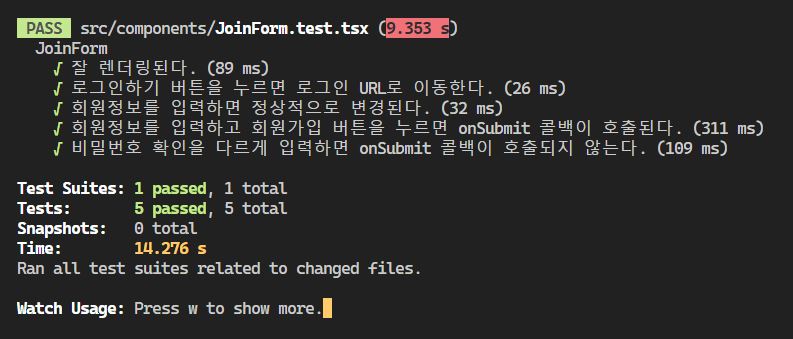 PASS src/components/JoinForm.test.tsx (9.353 s)
JoinForm
√ 잘 렌더링된다. (89 ms)
√ 로그인하기 버튼을 누르면 로그인 URL로 이동한다. (26 ms)
√ 회원정보를 입력하면 정상적으로 변경된다. (32 ms)
√ 회원정보를 입력하고 회원가입 버튼을 누르면 onSubmit 콜백이 호출된다. (311 ms)
√ 비밀번호 확인을 다르게 입력하면 onSubmit 콜백이 호출되지 않는다. (109 ms)
Test Suites: 1 passed, 1 total
Tests: 5 passed, 5 total
Snapshots: 0 total
Time: 14.276 s
Ran all test suites related to changed files.
Watch Usage: Press w to show more.